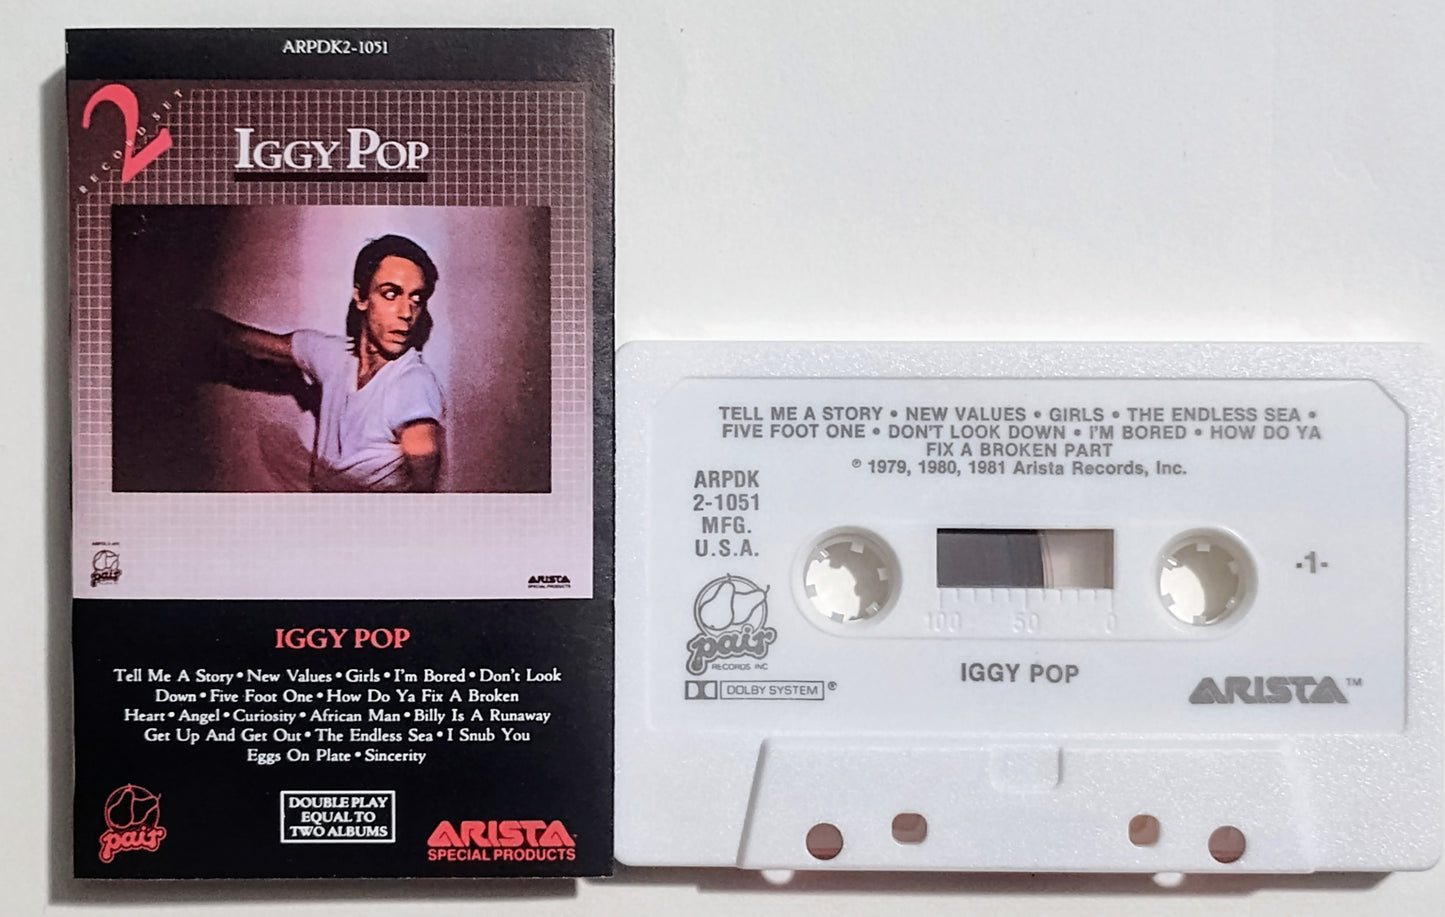 ARPDK2-1051
2
RECORD SET
IGGY POP
pair
ARISTA
SPECIAL PRODUCTS
IGGY POP
Tell Me A Story • New Values • Girls • I'm Bored • Don't Look
Down • Five Foot One • How Do Ya Fix A Broken
Heart • Angel • Curiosity • African Man • Billy Is A Runaway
Get Up And Get Out • The Endless Sea • I Snub You
Eggs On Plate • Sincerity
pair
DOUBLE PLAY
EQUAL TO
TWO ALBUMS
ARISTA
SPECIAL PRODUCTS
TELL ME A STORY • NEW VALUES • GIRLS • THE ENDLESS SEA •
FIVE FOOT ONE • DON'T LOOK DOWN • I'M BORED • HOW DO YA
FIX A BROKEN PART
℗ 1979, 1980, 1981 Arista Records, Inc.
ARPDK
2-1051
MFG.
U.S.A.
-1-
100 50 0
pair
RECORDS INC
DOLBY SYSTEM ®
IGGY POP
ARISTA™